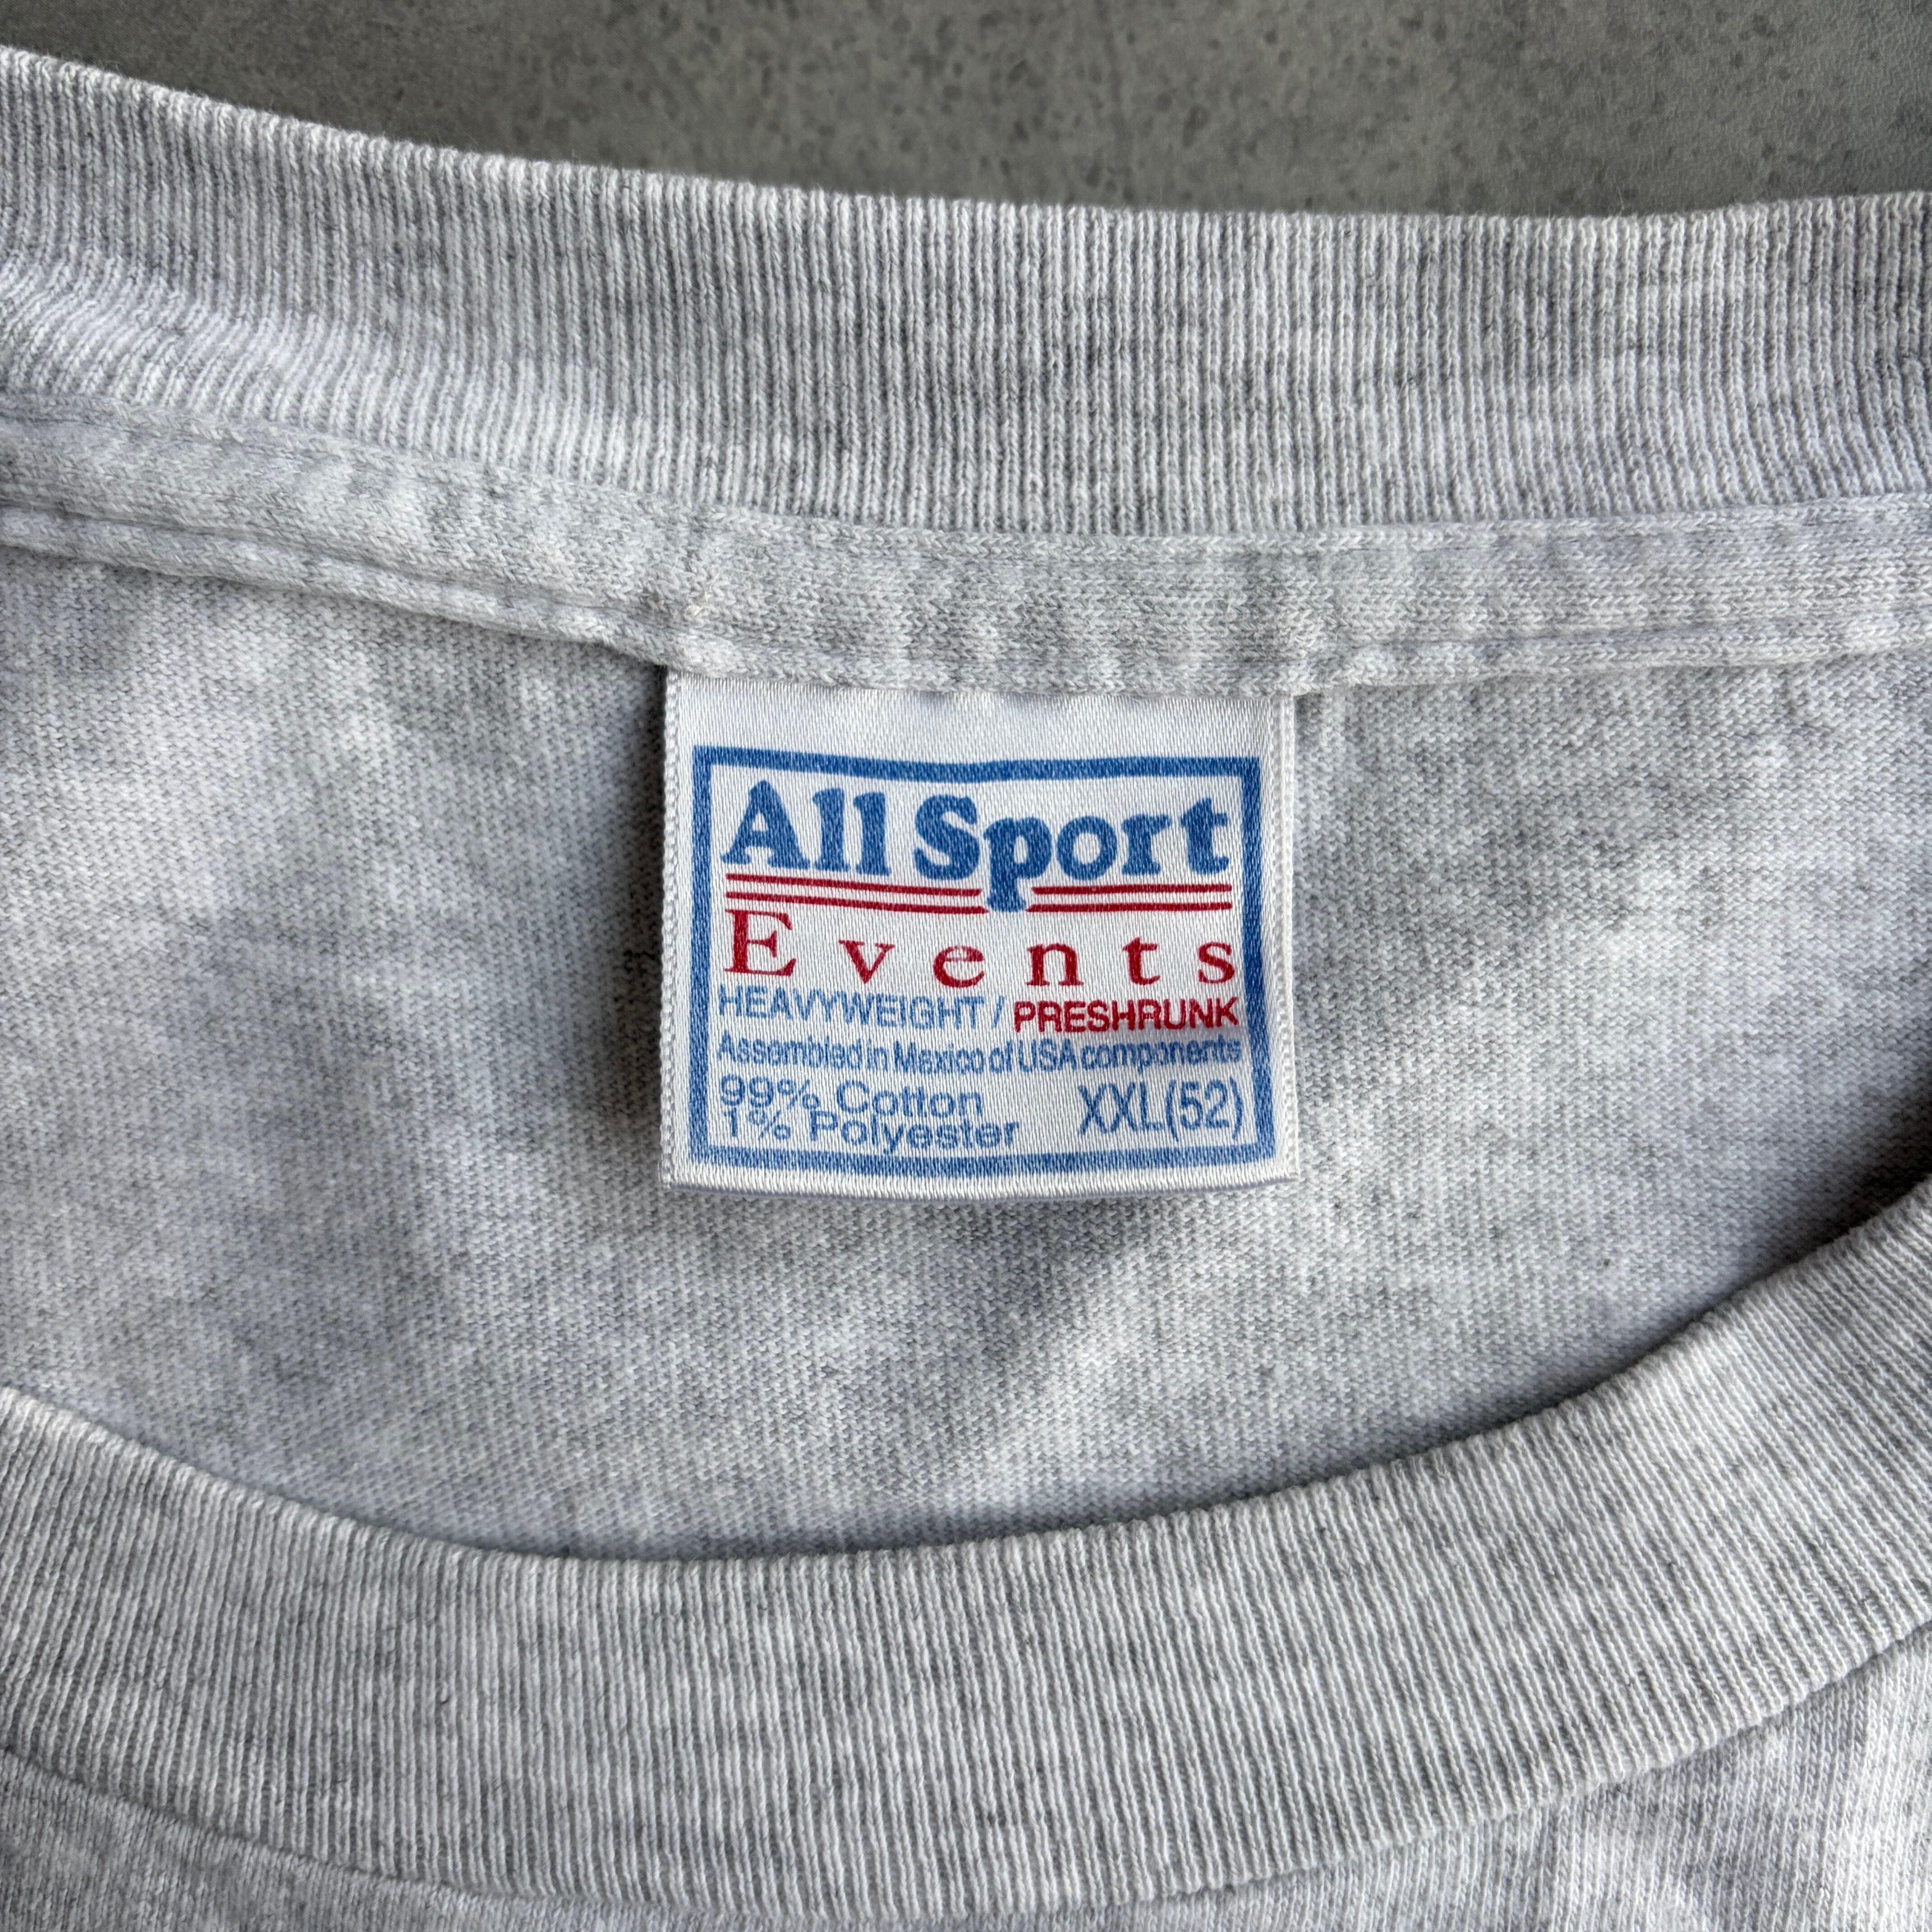 All Sport
Events
HEAVYWEIGHT / PRESHRUNK
Assembled in Mexico of USA components
99% Cotton
1% Polyester
XXL(52)